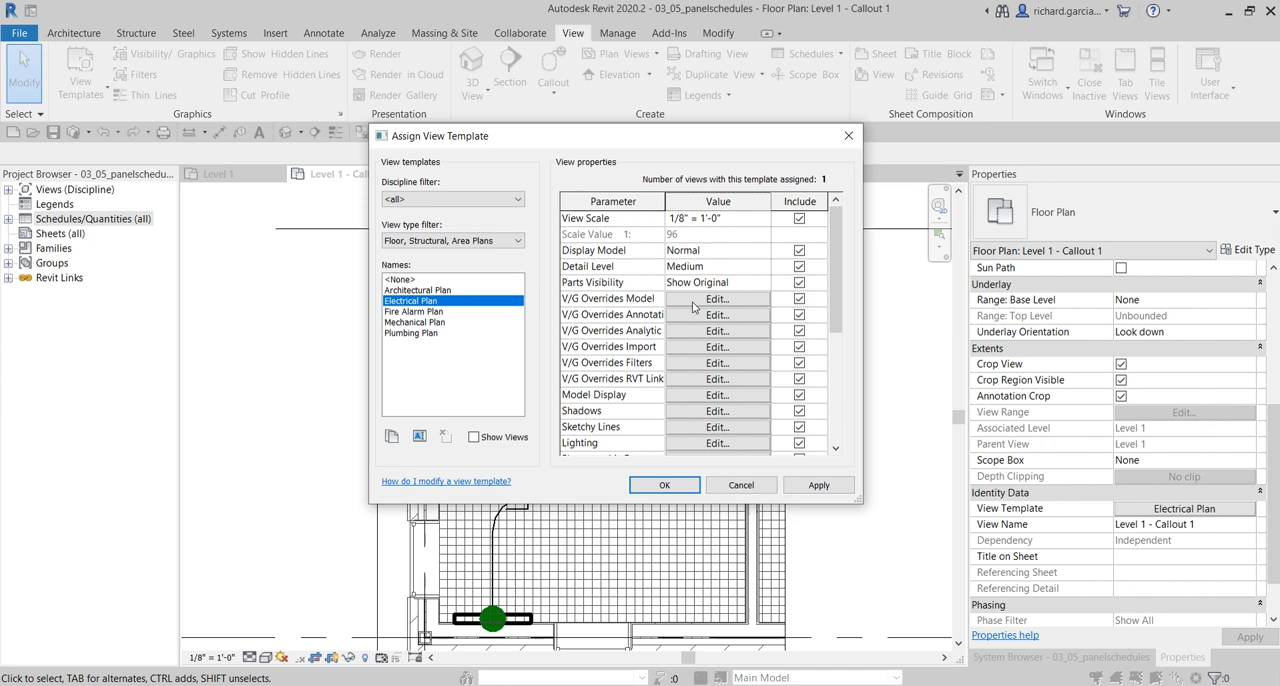 Autodesk Revit 2020.2 - 03_05_panelschedules - Floor Plan: Level 1 - Callout 1
richard.garcia...
File Architecture Structure Steel Systems Insert Annotate Analyze Massing & Site Collaborate View Manage Add-Ins Modify
Modify
View Templates
Visibility/ Graphics
Filters
Thin Lines
Show Hidden Lines
Remove Hidden Lines
Cut Profile
Render
Render in Cloud
Render Gallery
3D View
Section
Callout
Plan Views
Elevation
Drafting View
Duplicate View
Legends
Schedules
Scope Box
Sheet
View
Title Block
Revisions
Guide Grid
Switch Windows
Close Inactive
Tab Views
Tile Views
User Interface
Select
Graphics
Presentation
Create
Sheet Composition
Windows
Project Browser - 03_05_panelschedu...
Views (Discipline)
Legends
Schedules/Quantities (all)
Sheets (all)
Families
Groups
Revit Links
Level 1
Level 1 - Cal
Assign View Template
View templates
Discipline filter:
<all>
View type filter:
Floor, Structural, Area Plans
Names:
<None>
Architectural Plan
Electrical Plan
Fire Alarm Plan
Mechanical Plan
Plumbing Plan
Show Views
How do I modify a view template?
View properties
Number of views with this template assigned: 1
Parameter Value Include
View Scale 1/8" = 1'-0"
Scale Value 1: 96
Display Model Normal
Detail Level Medium
Parts Visibility Show Original
V/G Overrides Model Edit...
V/G Overrides Annotati Edit...
V/G Overrides Analytic Edit...
V/G Overrides Import Edit...
V/G Overrides Filters Edit...
V/G Overrides RVT Link Edit...
Model Display Edit...
Shadows Edit...
Sketchy Lines Edit...
Lighting Edit...
OK Cancel Apply
Properties
Floor Plan
Floor Plan: Level 1 - Callout 1 Edit Type
Sun Path
Underlay
Range: Base Level None
Range: Top Level Unbounded
Underlay Orientation Look down
Extents
Crop View
Crop Region Visible
Annotation Crop
View Range Edit...
Associated Level Level 1
Parent View Level 1
Scope Box None
Depth Clipping No clip
Identity Data
View Template Electrical Plan
View Name Level 1 - Callout 1
Dependency Independent
Title on Sheet
Referencing Sheet
Referencing Detail
Phasing
Phase Filter Show All
Properties help Apply
System Browser - 03_05_panelschedules Properties
1/8" = 1'-0"
Click to select, TAB for alternates, CTRL adds, SHIFT unselects.
:0
Main Model
:0